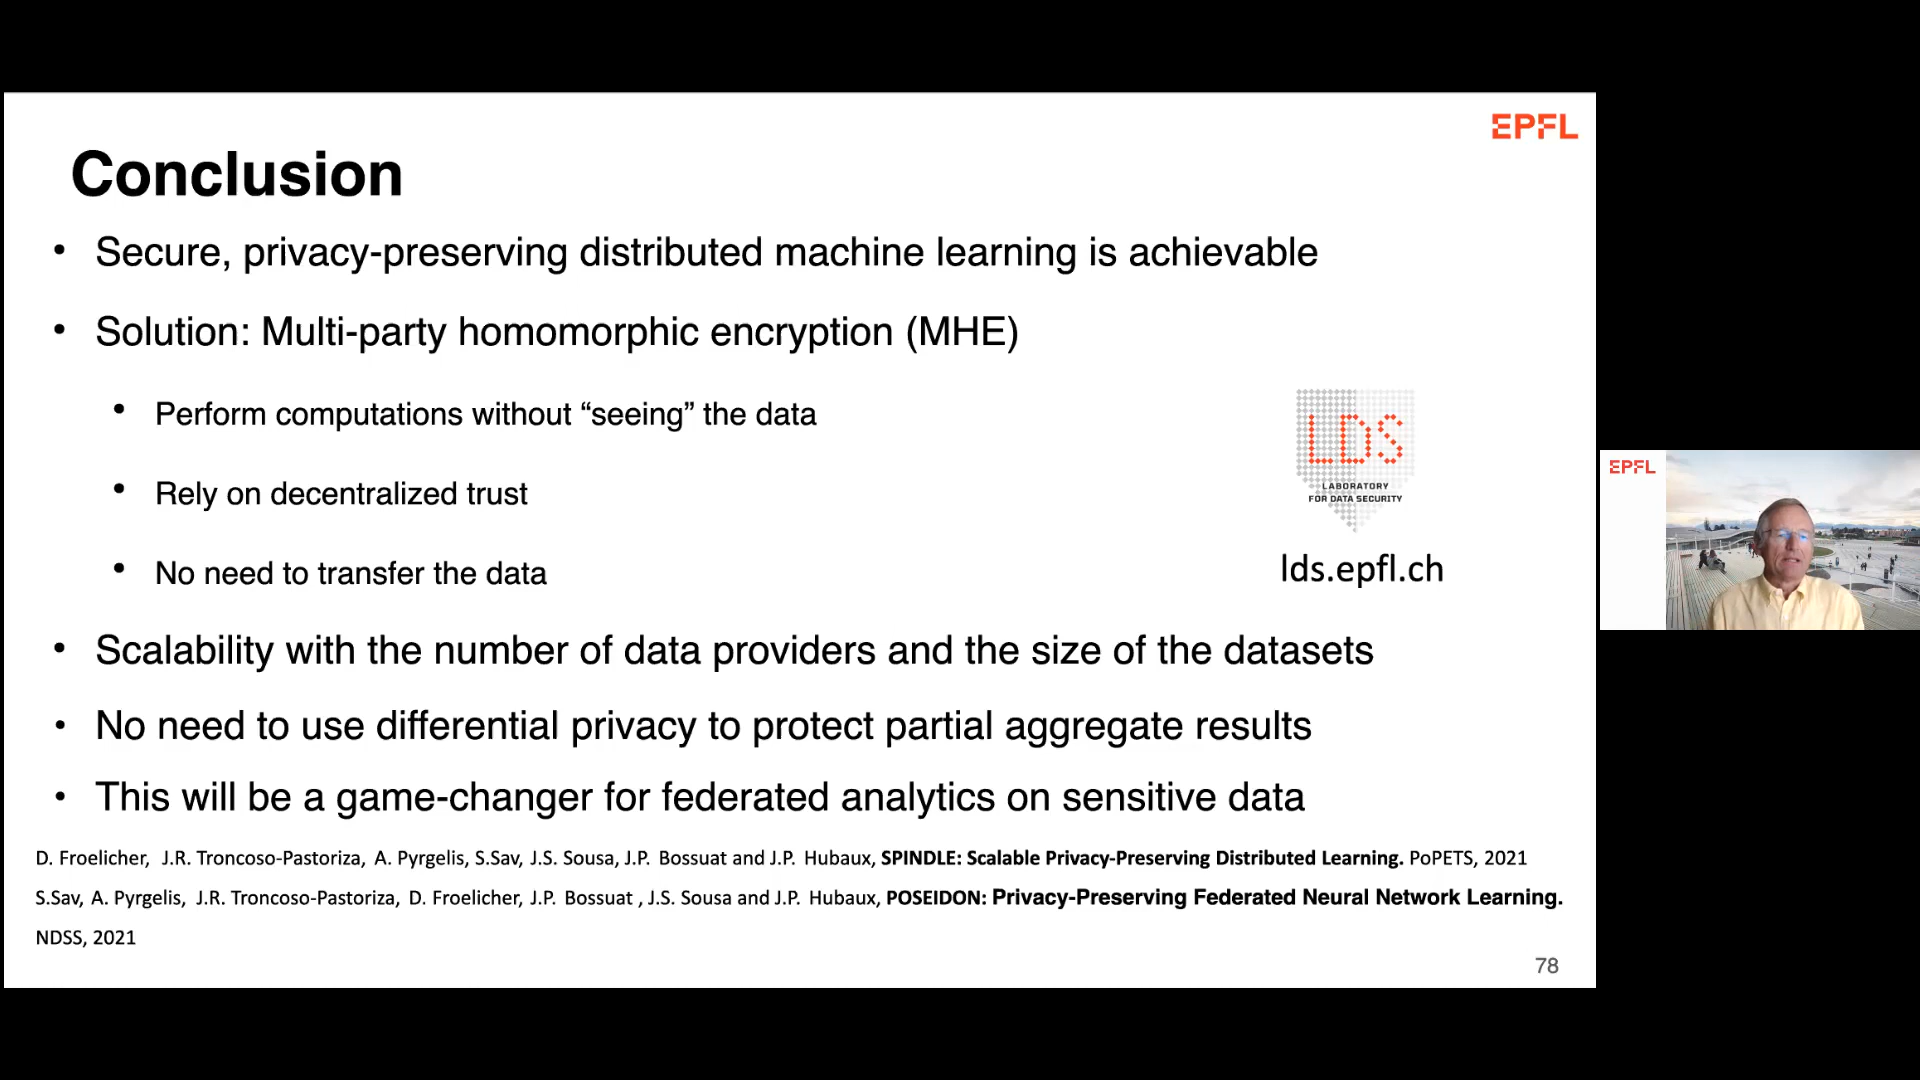 EPFL
Conclusion
• Secure, privacy-preserving distributed machine learning is achievable
• Solution: Multi-party homomorphic encryption (MHE)
• Perform computations without “seeing” the data
• Rely on decentralized trust
• No need to transfer the data
LDS
LABORATORY
FOR DATA SECURITY
lds.epfl.ch
• Scalability with the number of data providers and the size of the datasets
• No need to use differential privacy to protect partial aggregate results
• This will be a game-changer for federated analytics on sensitive data
D. Froelicher, J.R. Troncoso-Pastoriza, A. Pyrgelis, S.Sav, J.S. Sousa, J.P. Bossuat and J.P. Hubaux, SPINDLE: Scalable Privacy-Preserving Distributed Learning. PoPETS, 2021
S.Sav, A. Pyrgelis, J.R. Troncoso-Pastoriza, D. Froelicher, J.P. Bossuat , J.S. Sousa and J.P. Hubaux, POSEIDON: Privacy-Preserving Federated Neural Network Learning.
NDSS, 2021
78
EPFL